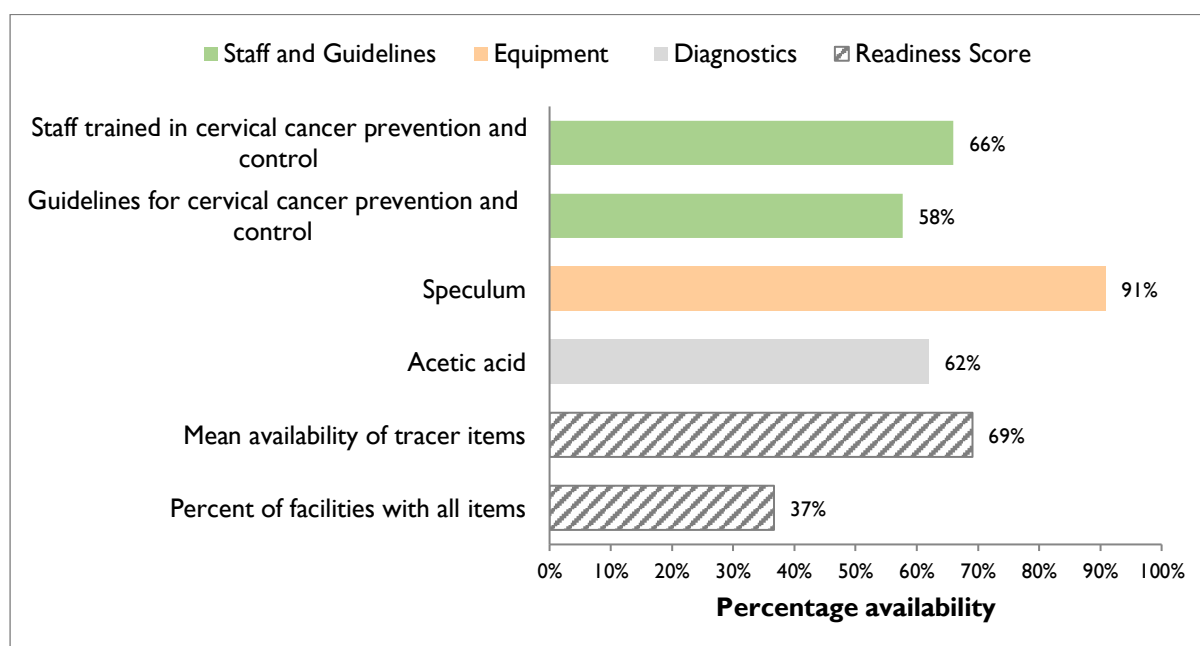 Staff and Guidelines Equipment Diagnostics Readiness Score
Staff trained in cervical cancer prevention and
control
66%
Guidelines for cervical cancer prevention and
control
58%
Speculum
91%
Acetic acid
62%
Mean availability of tracer items
69%
Percent of facilities with all items
37%
0% 10% 20% 30% 40% 50% 60% 70% 80% 90% 100%
Percentage availability